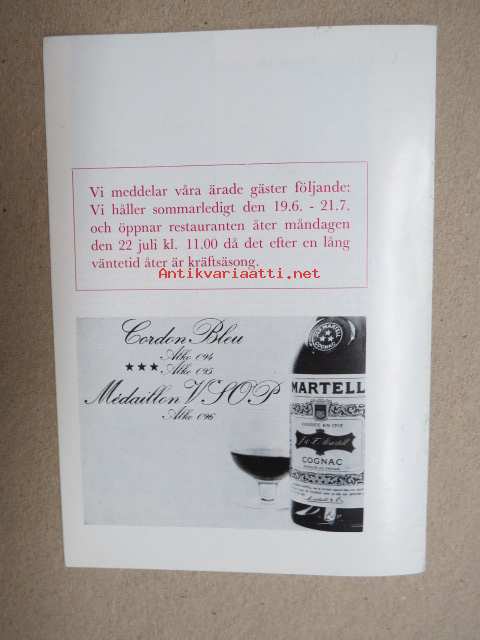 Vi meddelar våra ärade gäster följande:
Vi håller sommarledigt den 19.6. - 21.7.
och öppnar restauranten åter måndagen
den 22 juli kl. 11.00 då det efter en lång
väntetid åter är kräftsäsong.
Antikvariaatti.net
Cordon Bleu
Alko 094
★★★ Alko 095
Médaillon VSOP
Alko 096
MARTELL
COGNAC